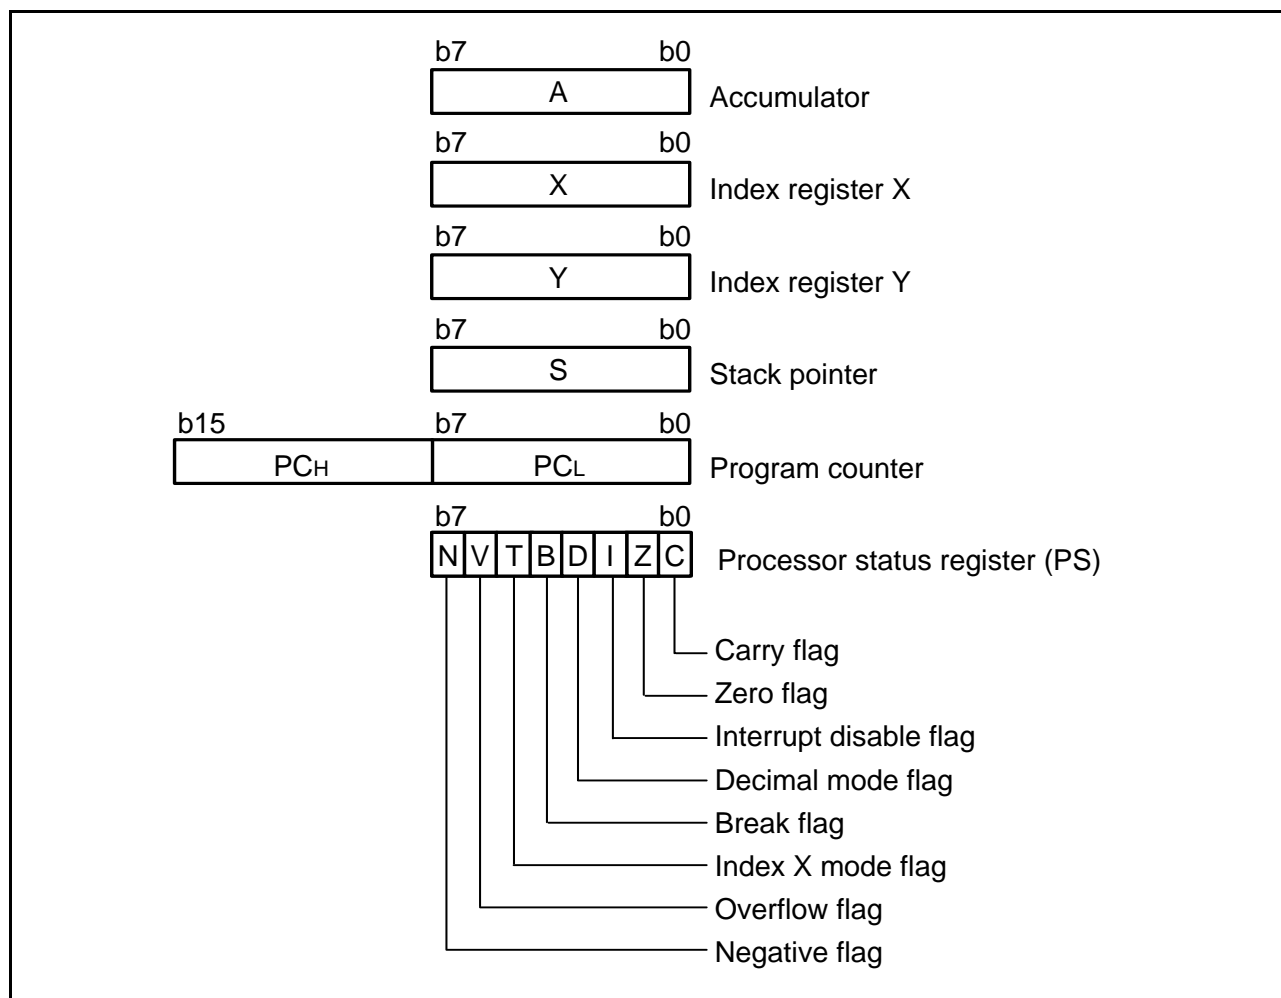 b7 b0
A Accumulator
b7 b0
X Index register X
b7 b0
Y Index register Y
b7 b0
S Stack pointer
b15 b7 b0
PCH PCL Program counter
b7 b0
N V T B D I Z C Processor status register (PS)
Carry flag
Zero flag
Interrupt disable flag
Decimal mode flag
Break flag
Index X mode flag
Overflow flag
Negative flag